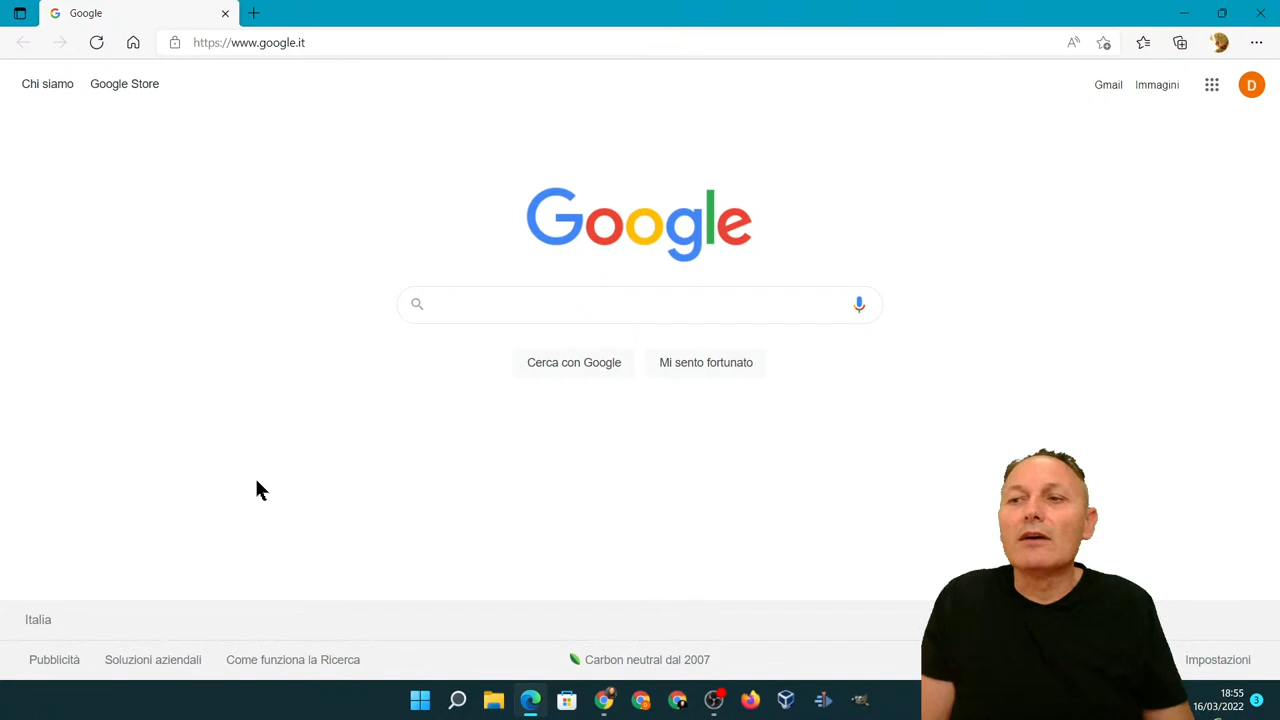 Google
https://www.google.it
Chi siamo
Google Store
Gmail
Immagini
D
Google
Cerca con Google
Mi sento fortunato
Italia
Pubblicità
Soluzioni aziendali
Come funziona la Ricerca
Carbon neutral dal 2007
Impostazioni
18:55
16/03/2022
3